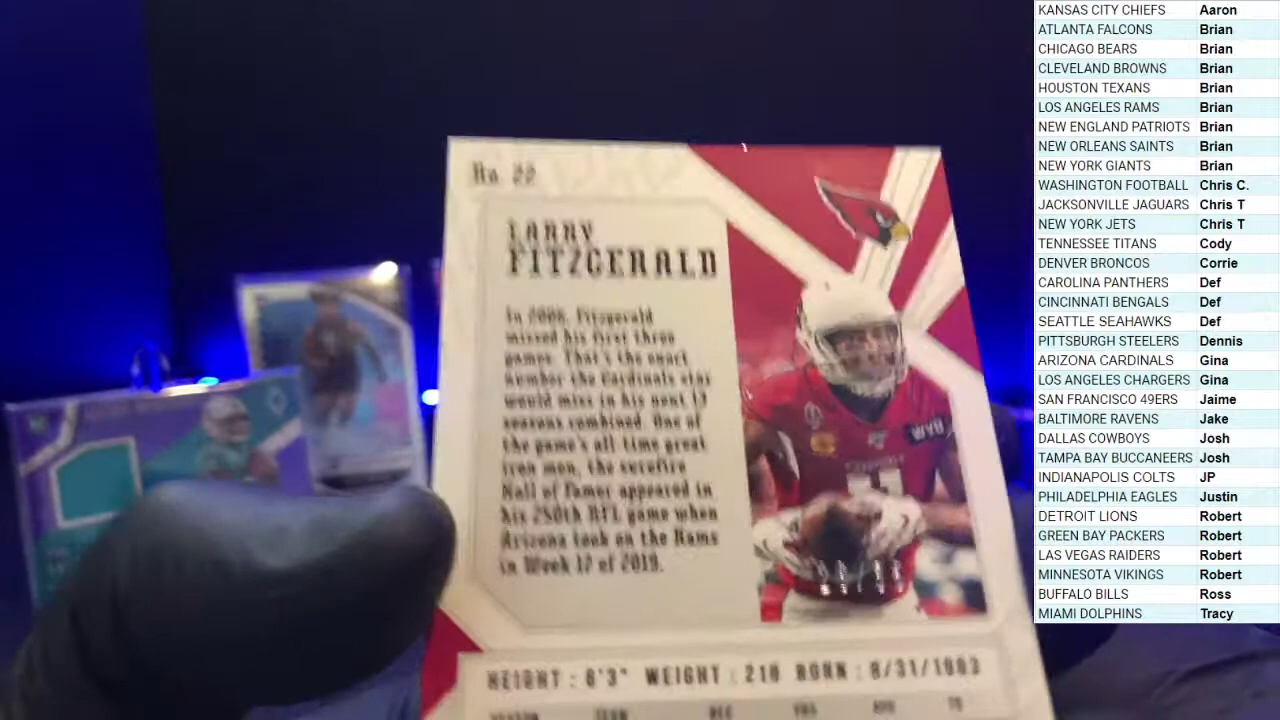 No. 22
LARRY
FITZGERALD
In 2006, Fitzgerald
missed his first three
games. That's the exact
number the Cardinals star
would miss in his next 13
seasons combined. One of
the game's all-time great
iron men, the surefire
Hall of Famer appeared in
his 250th NFL game when
Arizona took on the Rams
in Week 12 of 2019.
HEIGHT : 6'3" WEIGHT : 218 BORN : 8/31/1983
SEASON TEAM REC YDS AVG TD
KANSAS CITY CHIEFS Aaron
ATLANTA FALCONS Brian
CHICAGO BEARS Brian
CLEVELAND BROWNS Brian
HOUSTON TEXANS Brian
LOS ANGELES RAMS Brian
NEW ENGLAND PATRIOTS Brian
NEW ORLEANS SAINTS Brian
NEW YORK GIANTS Brian
WASHINGTON FOOTBALL Chris C.
JACKSONVILLE JAGUARS Chris T
NEW YORK JETS Chris T
TENNESSEE TITANS Cody
DENVER BRONCOS Corrie
CAROLINA PANTHERS Def
CINCINNATI BENGALS Def
SEATTLE SEAHAWKS Def
PITTSBURGH STEELERS Dennis
ARIZONA CARDINALS Gina
LOS ANGELES CHARGERS Gina
SAN FRANCISCO 49ERS Jaime
BALTIMORE RAVENS Jake
DALLAS COWBOYS Josh
TAMPA BAY BUCCANEERS Josh
INDIANAPOLIS COLTS JP
PHILADELPHIA EAGLES Justin
DETROIT LIONS Robert
GREEN BAY PACKERS Robert
LAS VEGAS RAIDERS Robert
MINNESOTA VIKINGS Robert
BUFFALO BILLS Ross
MIAMI DOLPHINS Tracy